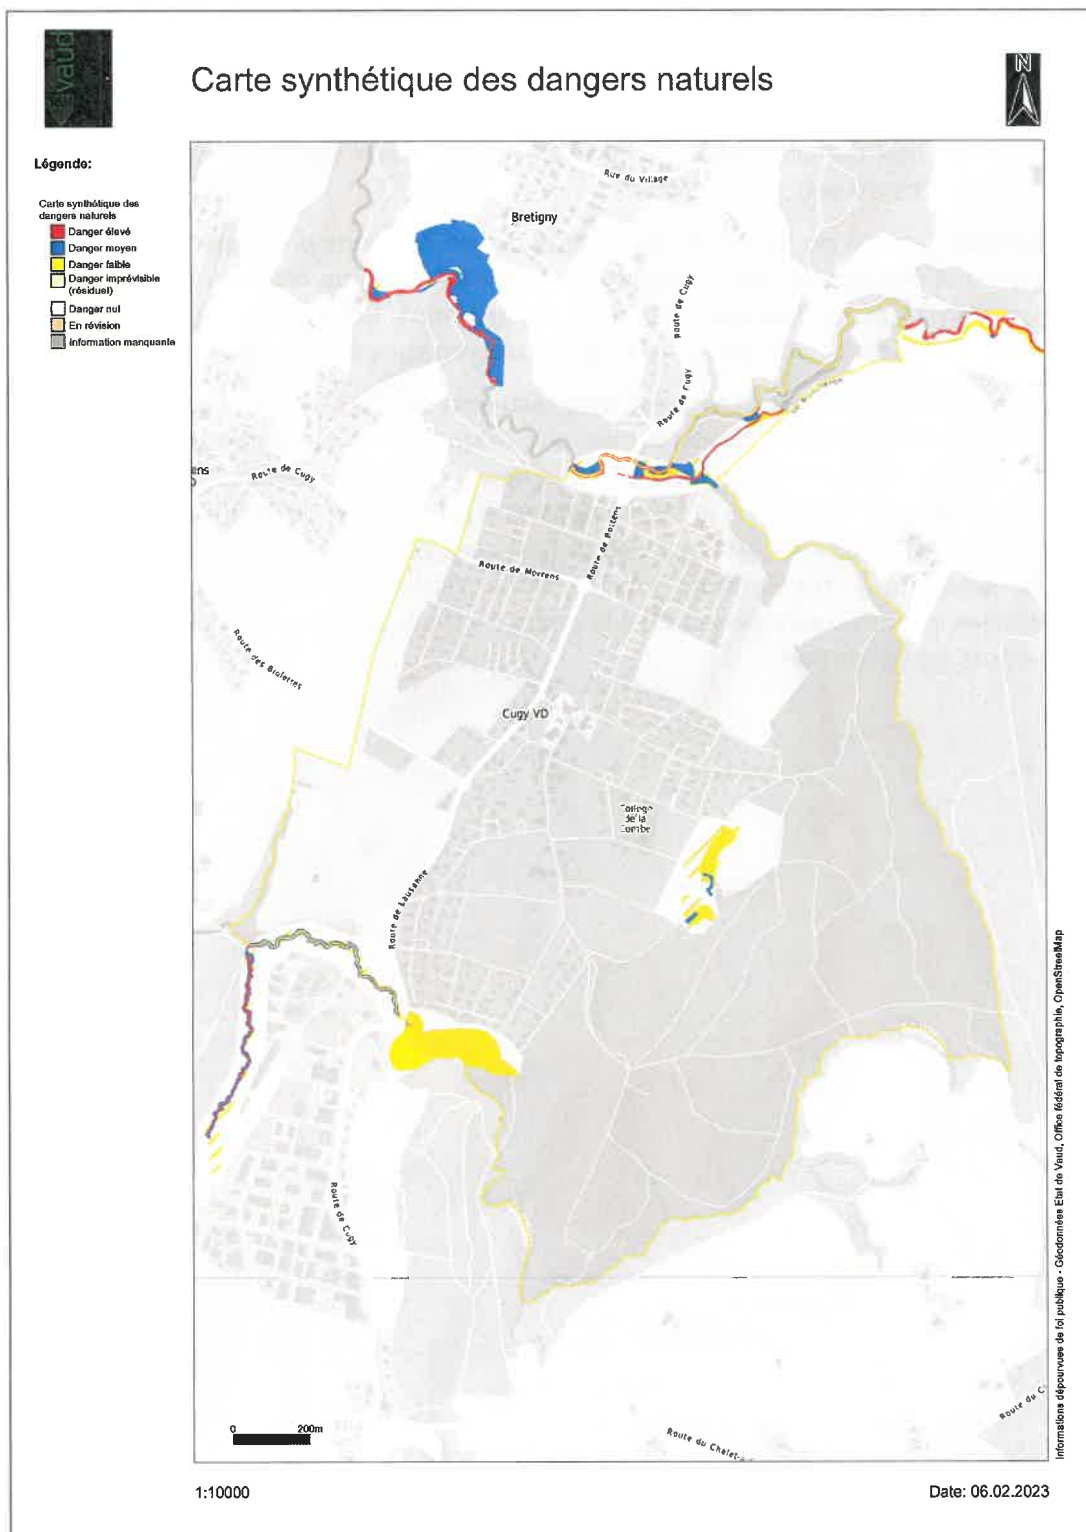 vaud
Carte synthétique des dangers naturels
N
Légende:
Carte synthétique des
dangers naturels
Danger élevé
Danger moyen
Danger faible
Danger imprévisible
(résiduel)
Danger nul
En révision
Information manquante
Rue du Village
Bretigny
Route de Cugy
Route de Cugy
ens
Route de Cugy
Route de Morrens
Route de Bottens
Route des Biolettes
Cugy VD
Collège
de la
Combe
Route de Lausanne
Route de Cugy
Route du C
Route du Chalet-
0 200m
Informations dépourvues de foi publique - Géodonnées Etat de Vaud, Office fédéral de topographie, OpenStreetMap
1:10000
Date: 06.02.2023